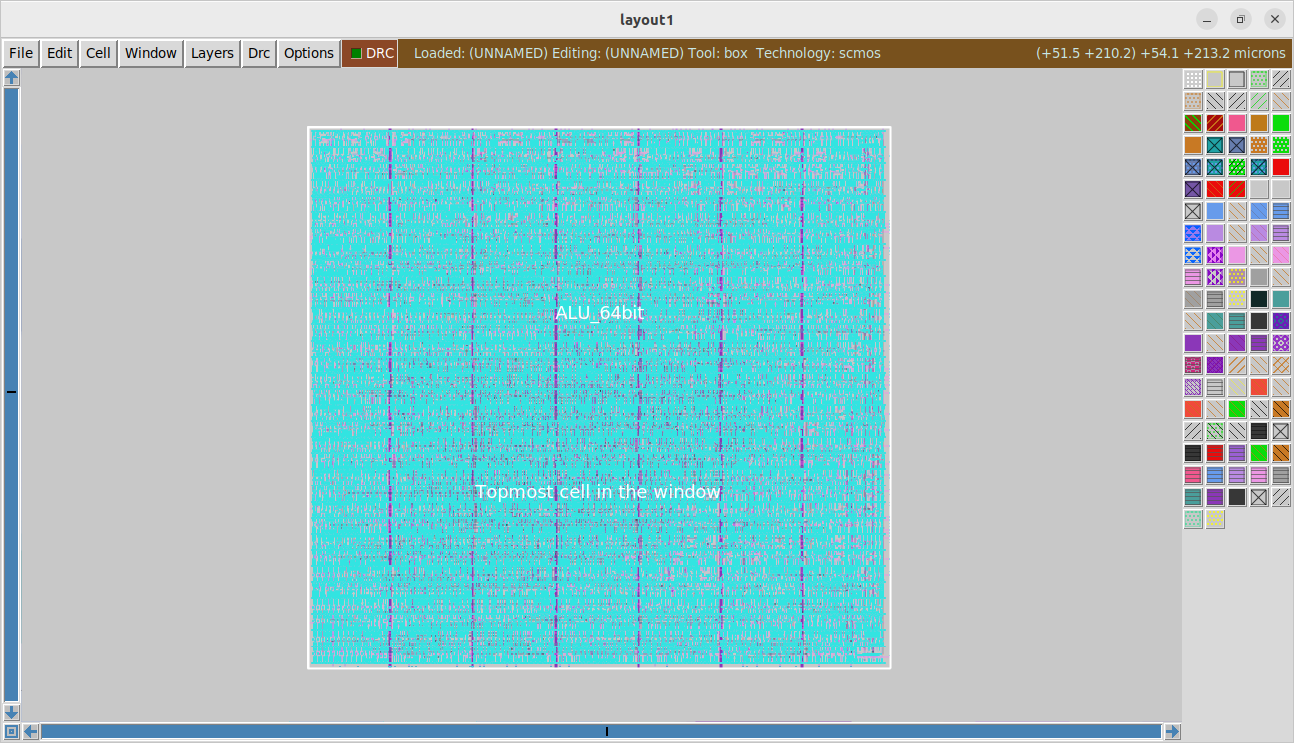 layout1
File Edit Cell Window Layers Drc Options DRC Loaded: (UNNAMED) Editing: (UNNAMED) Tool: box Technology: scmos (+51.5 +210.2) +54.1 +213.2 microns
ALU_64bit
Topmost cell in the window